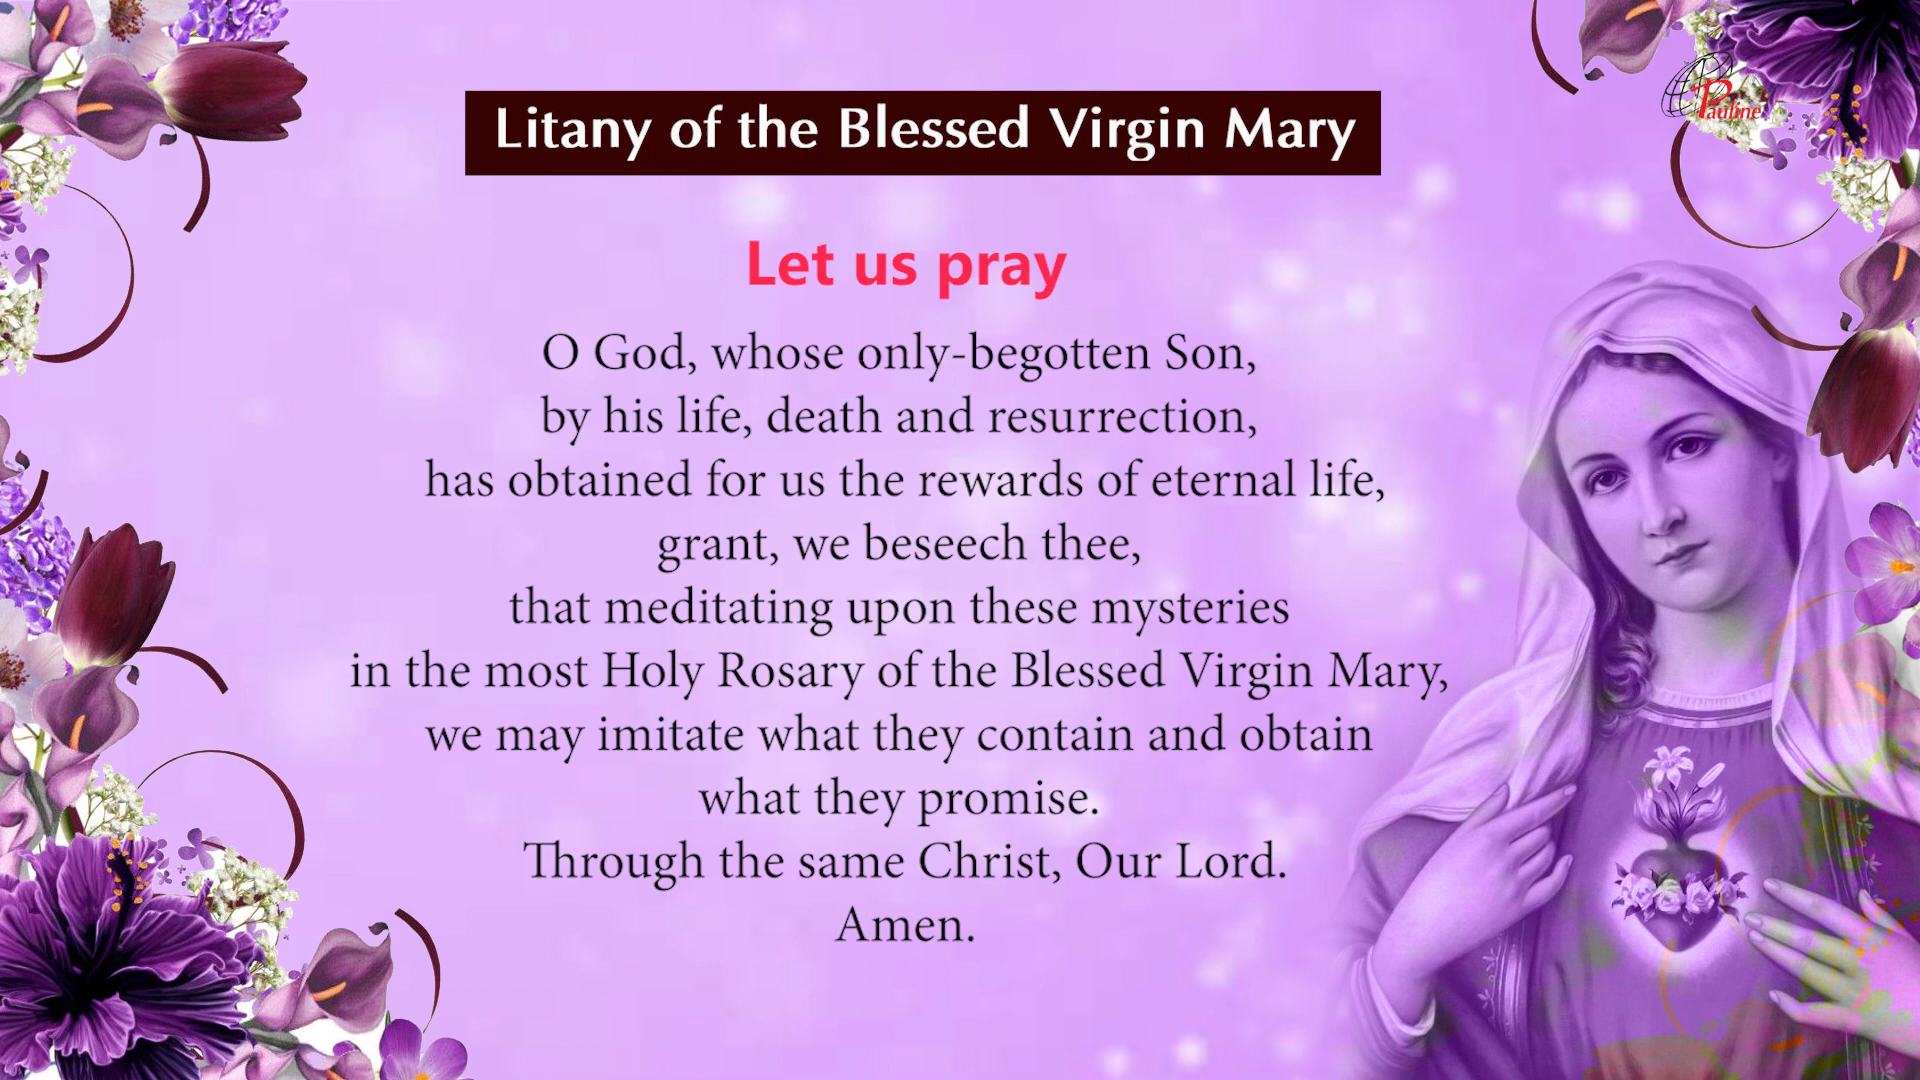 Pauline
Litany of the Blessed Virgin Mary
Let us pray
O God, whose only-begotten Son,
by his life, death and resurrection,
has obtained for us the rewards of eternal life,
grant, we beseech thee,
that meditating upon these mysteries
in the most Holy Rosary of the Blessed Virgin Mary,
we may imitate what they contain and obtain
what they promise.
Through the same Christ, Our Lord.
Amen.